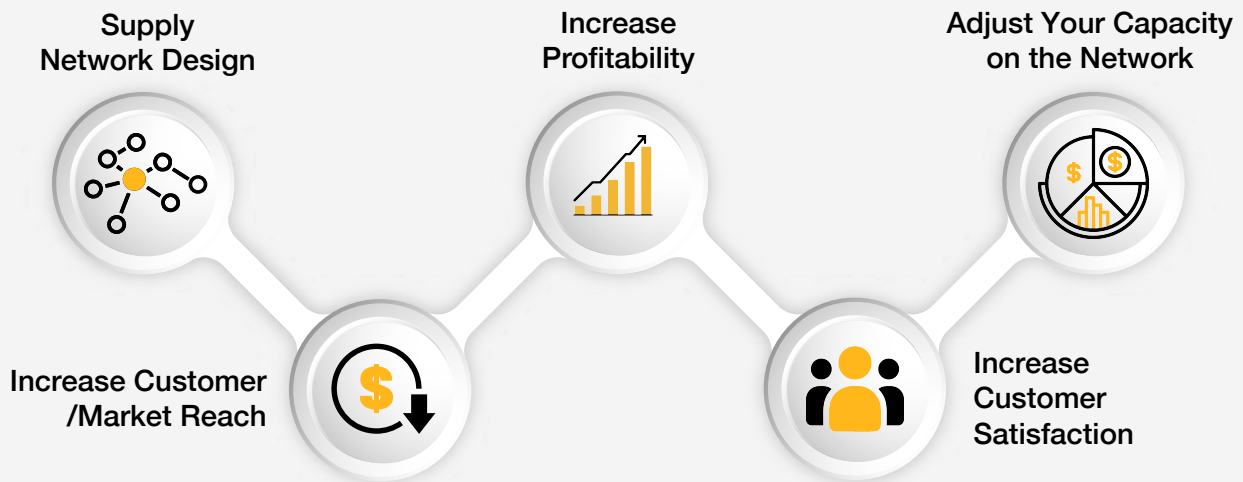 Supply
Network Design
Increase
Profitability
Adjust Your Capacity
on the Network
$
$
Increase Customer
/Market Reach
$
Increase
Customer
Satisfaction